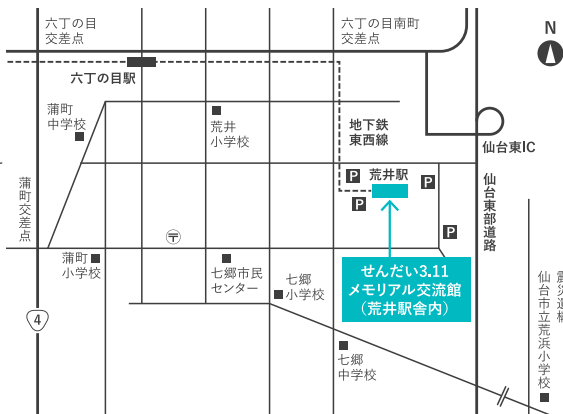 六丁の目
交差点
六丁の目南町
交差点
N
六丁の目駅
蒲町
中学校
荒井
小学校
地下鉄
東西線
仙台東IC
P
荒井駅
P
P
蒲町交差点
仙台東部道路
P
〒
蒲町
小学校
七郷市民
センター
七郷
小学校
せんだい3.11
メモリアル交流館
(荒井駅舎内)
震災遺構
仙台市立荒浜小学校
4
七郷
中学校